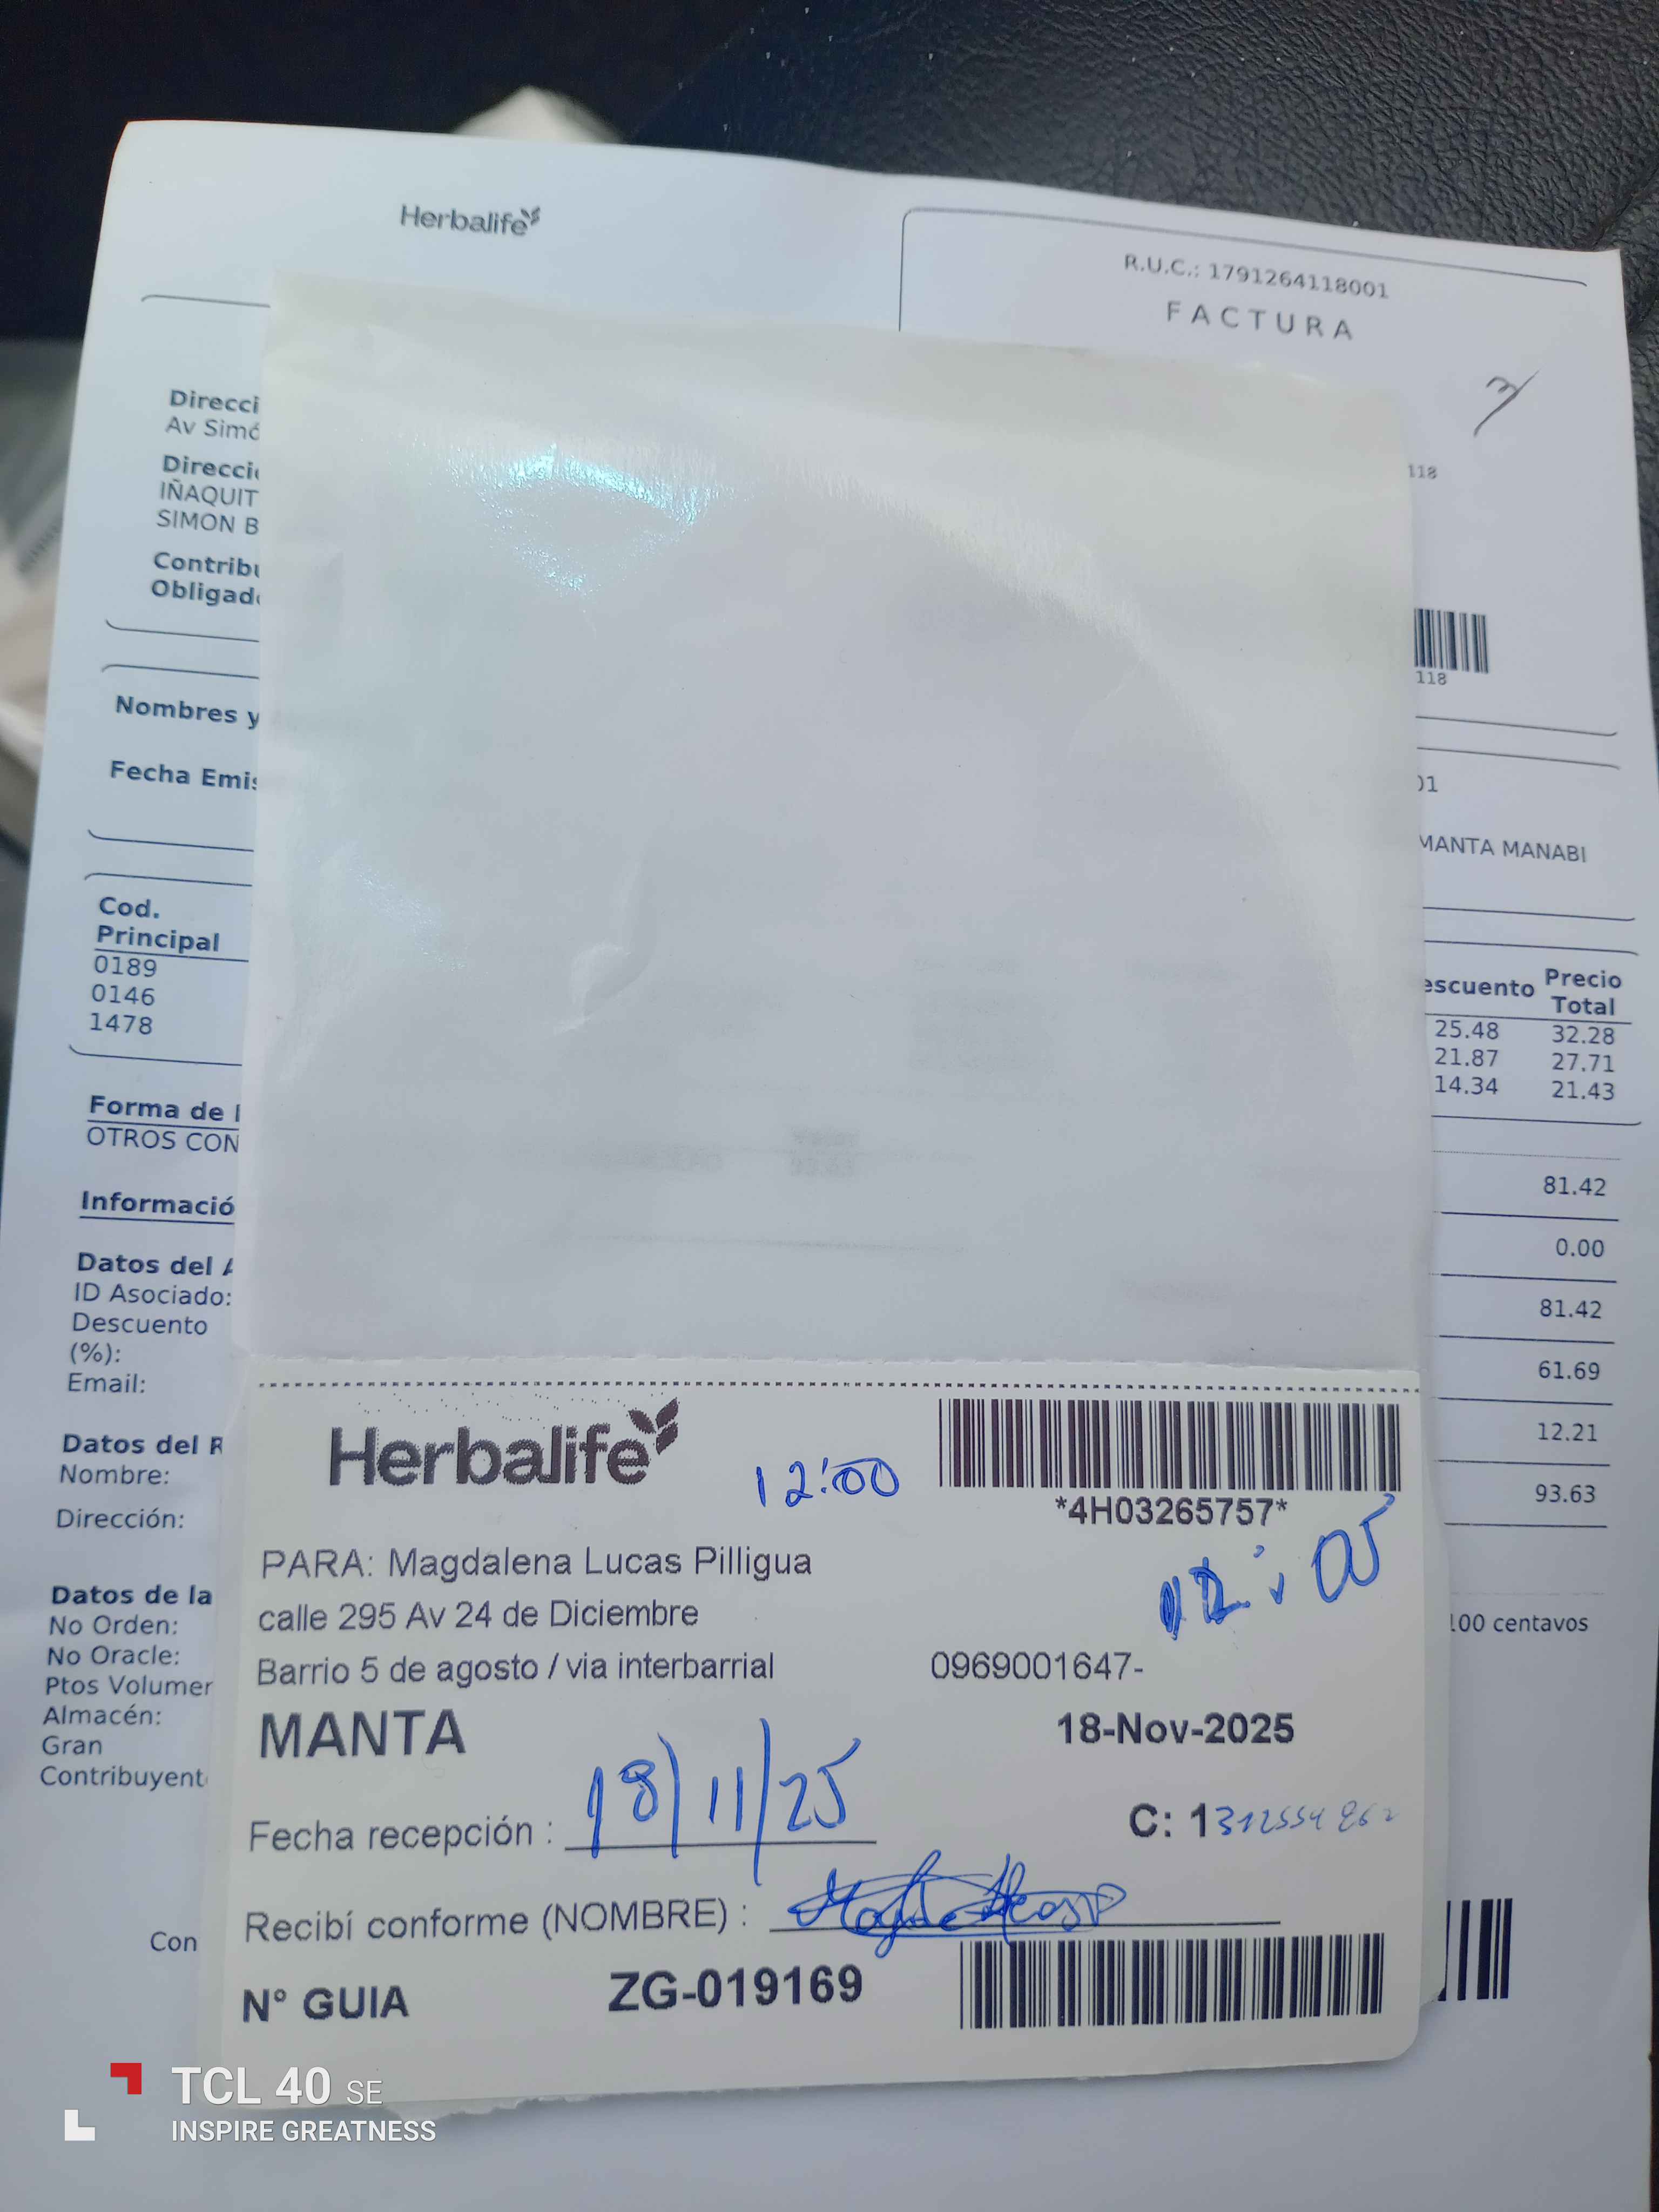 Herbalife
R.U.C.: 1791264118001
FACTURA
118
Direcci
Av Simó
Direcci
IÑAQUIT
SIMON B
Contribu
Obligad
118
Nombres y
01
Fecha Emis
MANTA MANABI
Cod. Principal
escuento Precio Total
0189 25.48 32.28
0146 21.87 27.71
1478 14.34 21.43
Forma de
OTROS CON
81.42
Informació
0.00
Datos del A
ID Asociado:
81.42
Descuento
(%):
61.69
Email:
12.21
Datos del R
Nombre:
93.63
Dirección:
Datos de la
No Orden:
100 centavos
No Oracle:
Ptos Volumen
Almacén:
Gran
Contribuyent
Con
Herbalife
12:00
*4H03265757*
PARA: Magdalena Lucas Pilligua
12:05
calle 295 Av 24 de Diciembre
Barrio 5 de agosto / via interbarrial 0969001647-
MANTA 18-Nov-2025
Fecha recepción : 18/11/25
C: 1
Recibí conforme (NOMBRE) :
N° GUIA ZG-019169
TCL 40 SE
INSPIRE GREATNESS